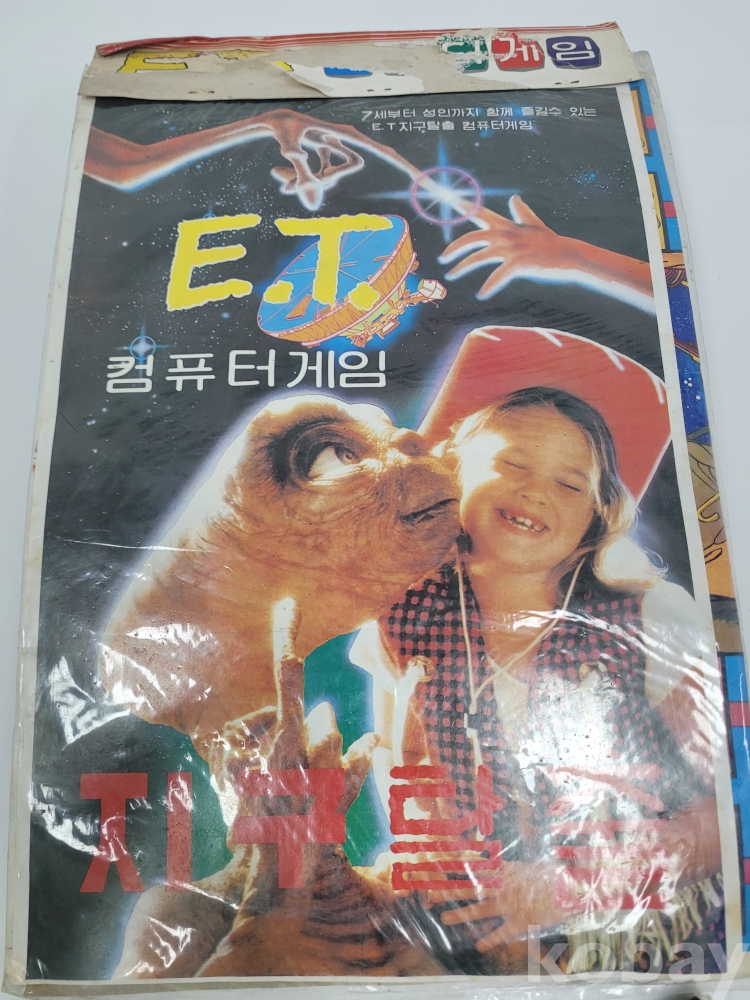 게임
7세부터 성인까지 함께 즐길수 있는
E.T 지구탈출 컴퓨터게임
E.T.
컴퓨터게임
지구탈출
kobay